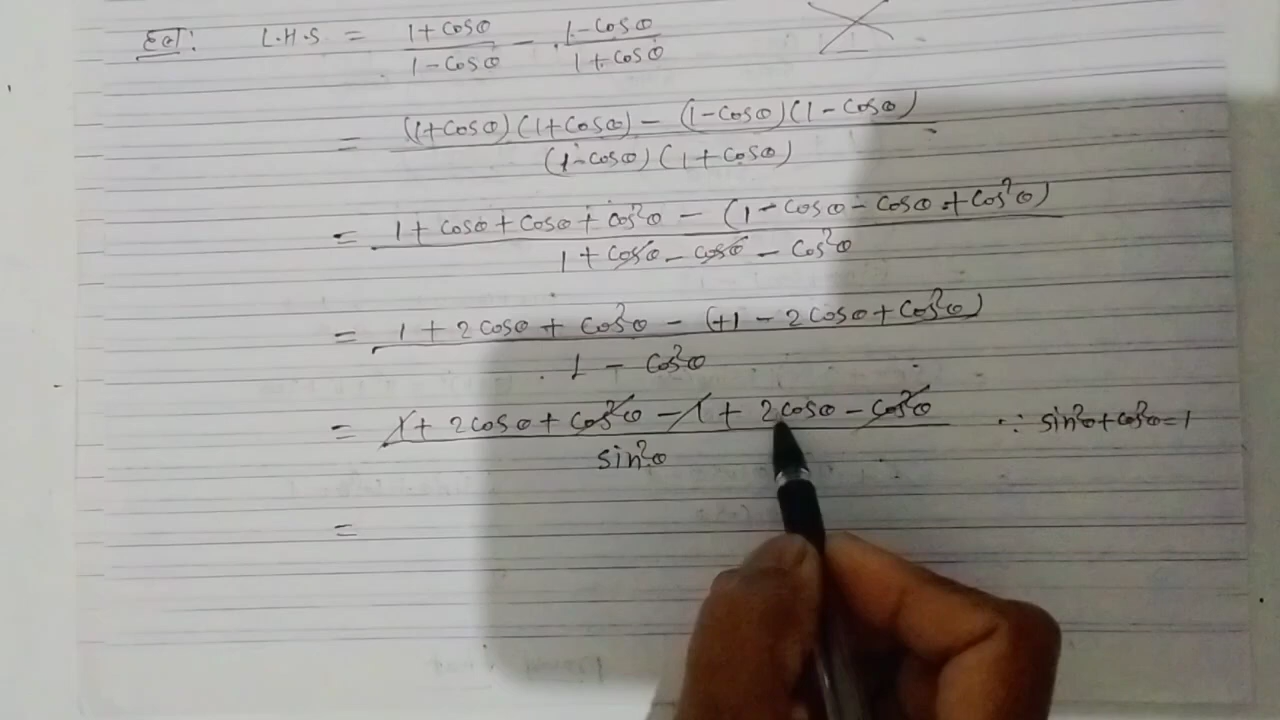 Sol: L.H.S = 1+cosθ/1-cosθ - 1-cosθ/1+cosθ
= (1+cosθ)(1+cosθ) - (1-cosθ)(1-cosθ)/(1-cosθ)(1+cosθ)
= 1+cosθ+cosθ+cos²θ - (1-cosθ-cosθ+cos²θ)/1+cosθ-cosθ-cos²θ
= 1+2cosθ+cos²θ - (+1-2cosθ+cos²θ)/1-cos²θ
= 1+2cosθ+cos²θ-1+2cosθ-cos²θ/sin²θ ∵ sin²θ+cos²θ=1
=